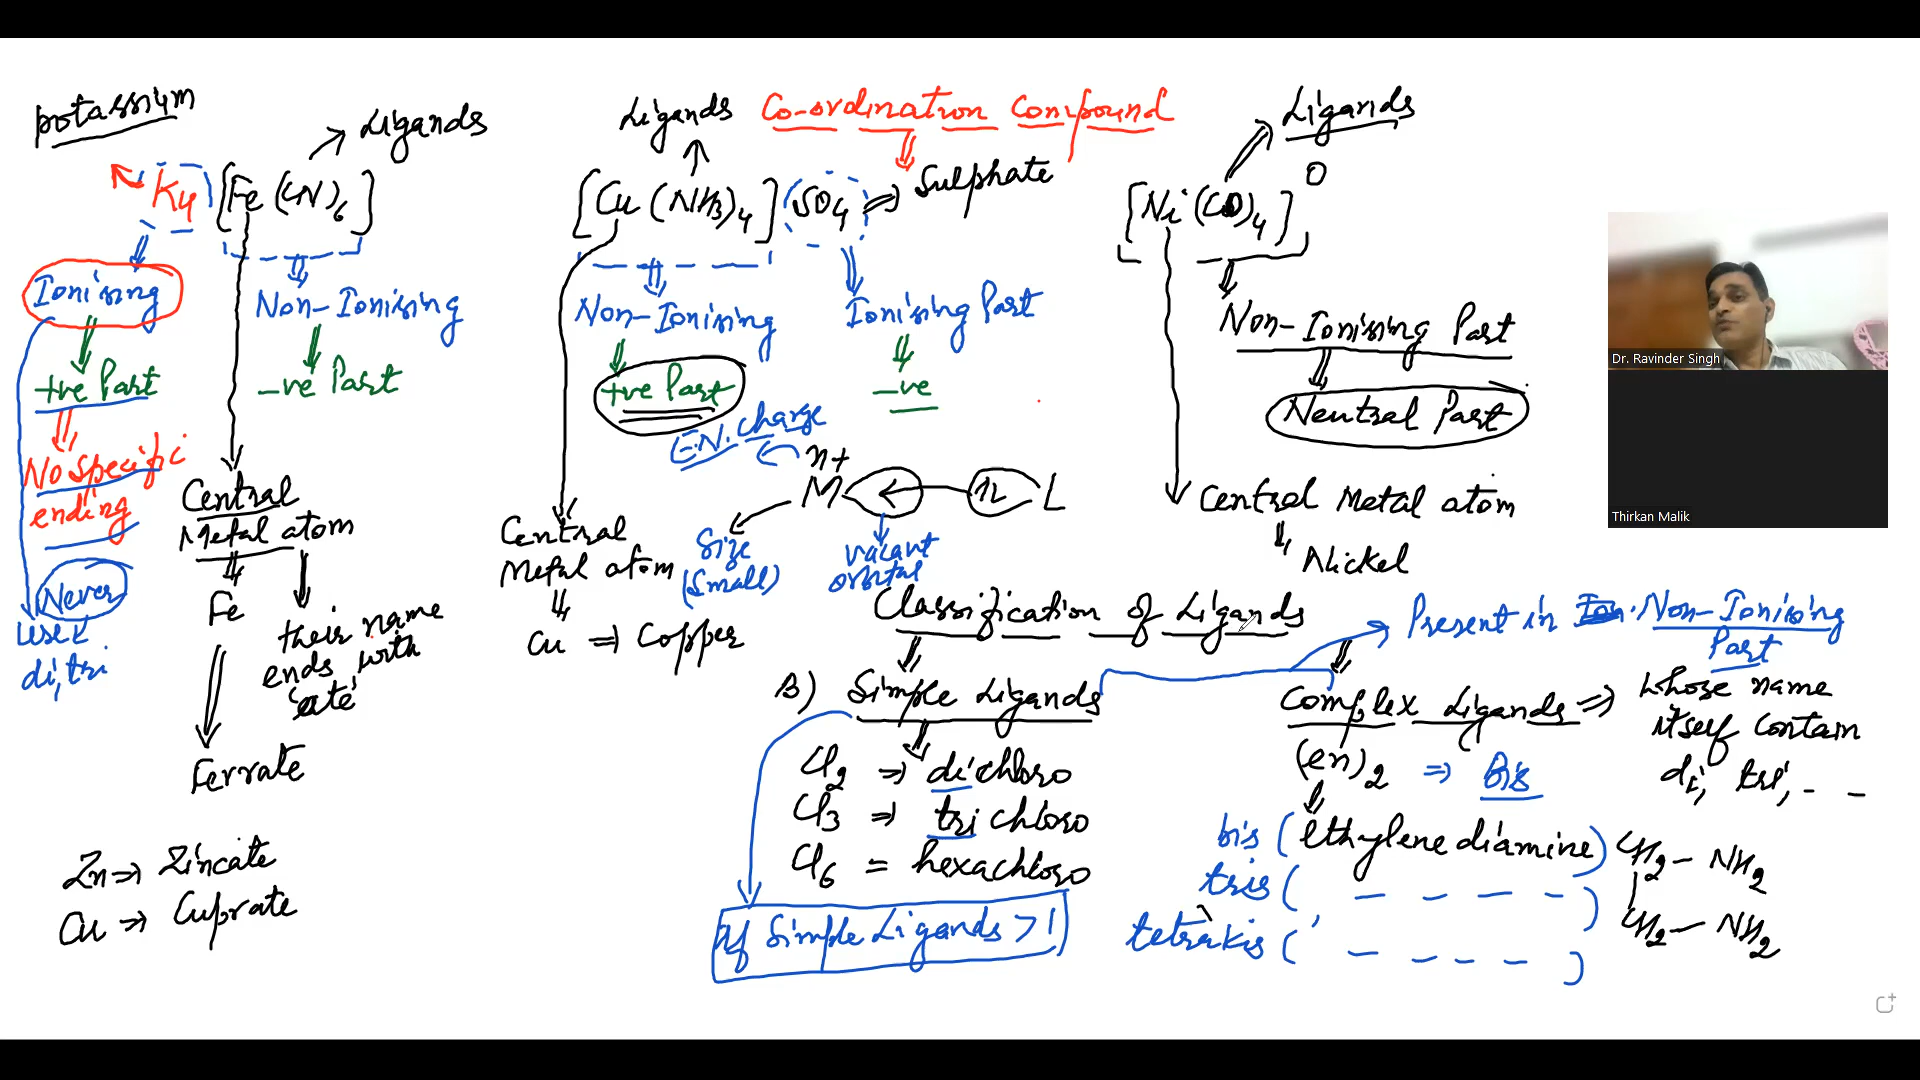 potassium
Ligands
K4 [Fe(CN)6]
Ionising
Non-Ionising
+ve Part
-ve Part
No specific
ending
Never
use
di, tri
Central
Metal atom
Fe
their name
ends with
'ate'
Ferrate
Zn ⇒ Zincate
Cu ⇒ Cuprate
Co-ordination Compound
Ligands
[Cu(NH3)4] SO4 ⇒ Sulphate
Non-Ionising
Ionising Part
+ve Part
-ve
E.N. charge
n+
M ← L
Size
(Small)
vacant
orbital
Central
Metal atom
Cu ⇒ Copper
Ligands
O
[Ni(CO)4]
Non-Ionising Part
Neutral Part
Central Metal atom
Nickel
Classification of Ligands
Present in Non-Ionising
Part
B) Simple Ligands
Cl2 ⇒ dichloro
Cl3 ⇒ trichloro
Cl6 = hexachloro
If Simple Ligands > 1
Complex Ligands ⇒ Whose name
itself contain
di, tri, - -
(en)2 ⇒ Bis
bis (ethylene diamine)
tris ( - - - - )
tetrakis ( - - - - )
CH2 - NH2
|
CH2 - NH2
Dr. Ravinder Singh
Thirkan Malik